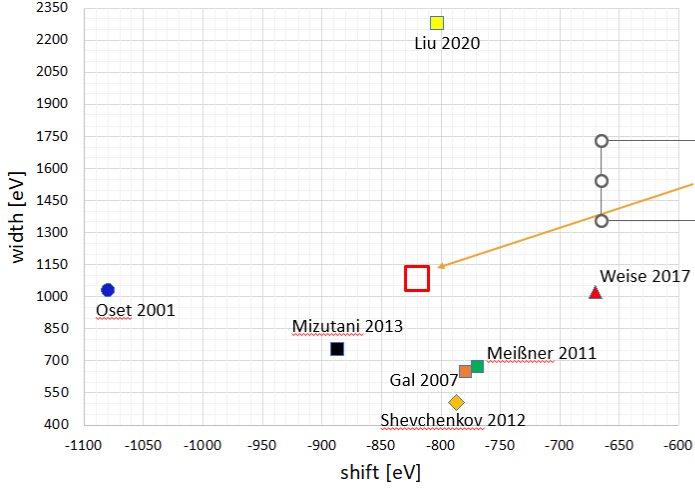 2350
Liu 2020
2200
2050
1900
1750
1600
1450
1300
1150
Weise 2017
1000
Oset 2001
Mizutani 2013
850
Meißner 2011
700
Gal 2007
550
Shevchenkov 2012
400
width [eV]
-1100 -1050 -1000 -950 -900 -850 -800 -750 -700 -650 -600
shift [eV]